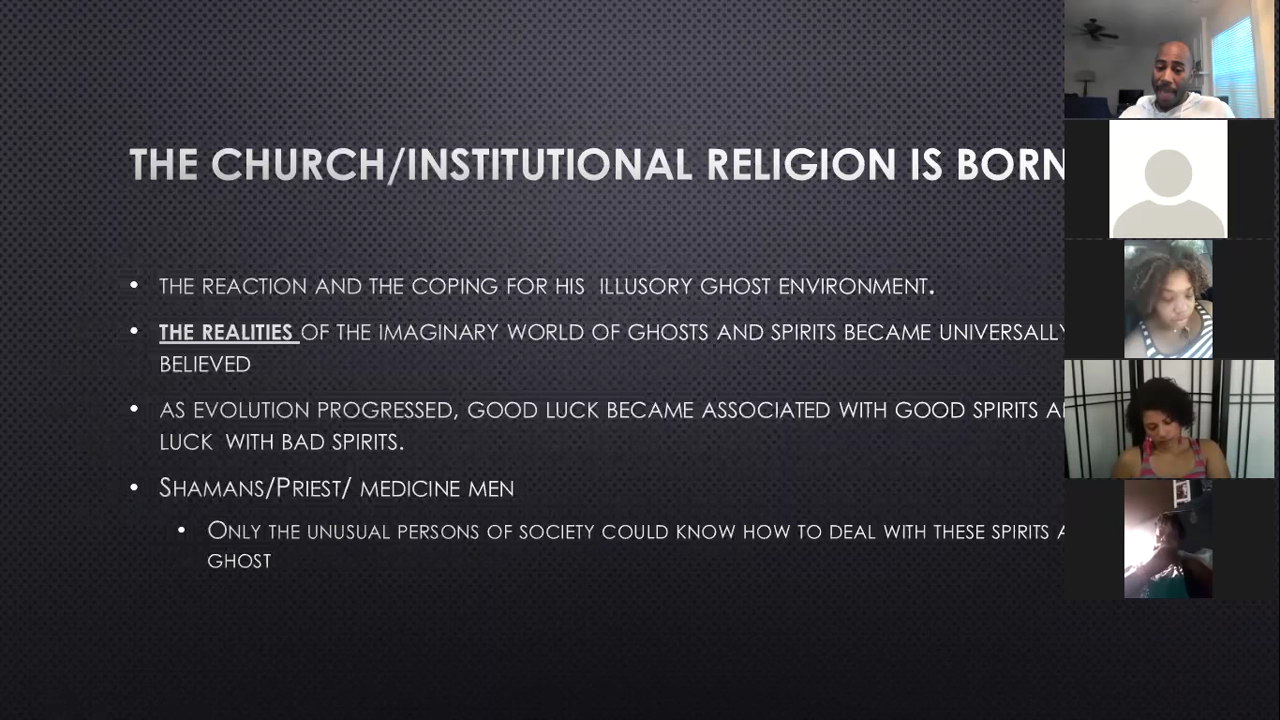 THE CHURCH/INSTITUTIONAL RELIGION IS BORN
• THE REACTION AND THE COPING FOR HIS ILLUSORY GHOST ENVIRONMENT.
• THE REALITIES OF THE IMAGINARY WORLD OF GHOSTS AND SPIRITS BECAME UNIVERSALLY
BELIEVED
• AS EVOLUTION PROGRESSED, GOOD LUCK BECAME ASSOCIATED WITH GOOD SPIRITS
LUCK WITH BAD SPIRITS.
• SHAMANS/PRIEST/ MEDICINE MEN
• ONLY THE UNUSUAL PERSONS OF SOCIETY COULD KNOW HOW TO DEAL WITH THESE SPIRITS
GHOST